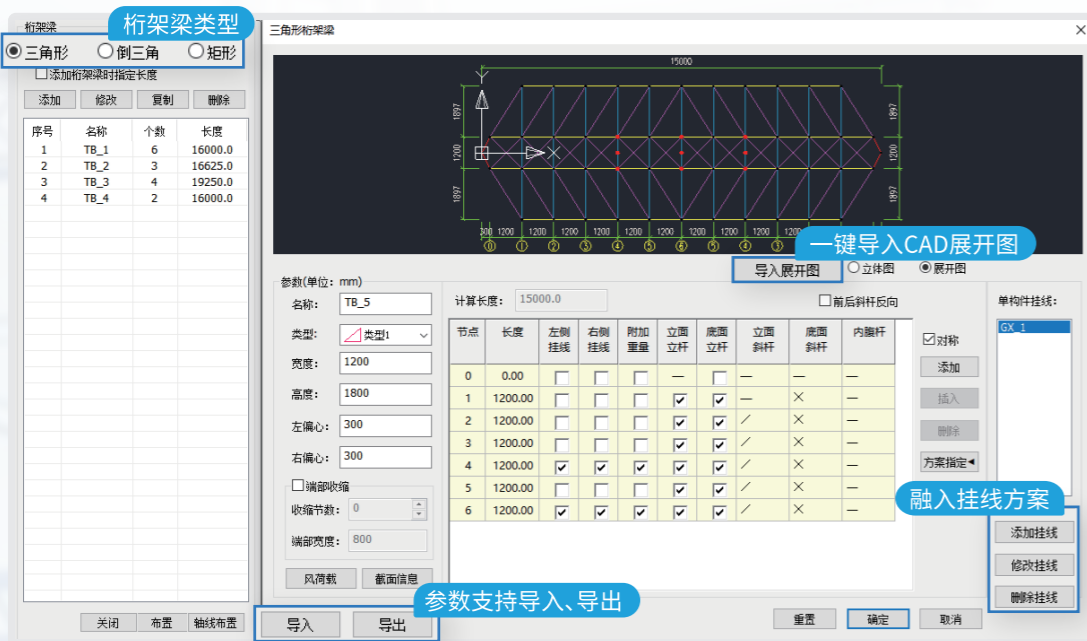 桁架梁
桁架梁类型
三角形 倒三角 矩形
添加桁架梁时指定长度
添加 修改 复制 删除
序号 名称 个数 长度
1 TB_1 6 16000.0
2 TB_2 3 16625.0
3 TB_3 4 19250.0
4 TB_4 2 16000.0
关闭 布置 轴线布置
三角形桁架梁
15000
Y
1897
1897
1200
X
1200
1897
1897
300 1200 1200 1200 1200 1200 1200 1200 1200 1200
0 1 2 3 4 5 6 5 4 3
一键导入CAD展开图
导入展开图 立体图 展开图
参数(单位: mm)
名称: TB_5
类型: 类型1
宽度: 1200
高度: 1800
左偏心: 300
右偏心: 300
端部收缩
收缩节数: 0
端部宽度: 800
风荷载 截面信息
参数支持导入、导出
导入 导出
计算长度: 15000.0 前后斜杆反向
节点 长度 左侧挂线 右侧挂线 附加重量 立面立杆 底面立杆 立面斜杆 底面斜杆 内腹杆
0 0.00 — — — —
1 1200.00 — × —
2 1200.00 / × —
3 1200.00 / × —
4 1200.00 / × —
5 1200.00 / × —
6 1200.00 / × —
对称
添加
插入
删除
方案指定◄
单构件挂线:
GX_1
融入挂线方案
添加挂线
修改挂线
删除挂线
重置 确定 取消